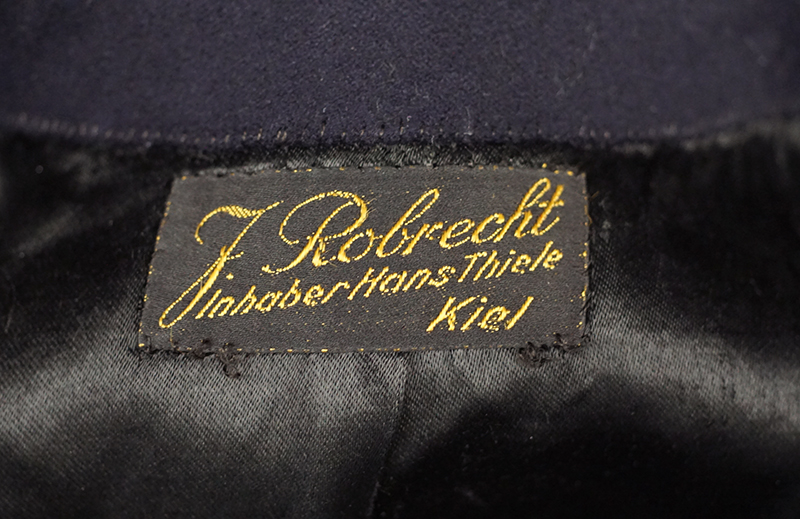 J. Robrecht
Inhaber Hans Thiele
Kiel